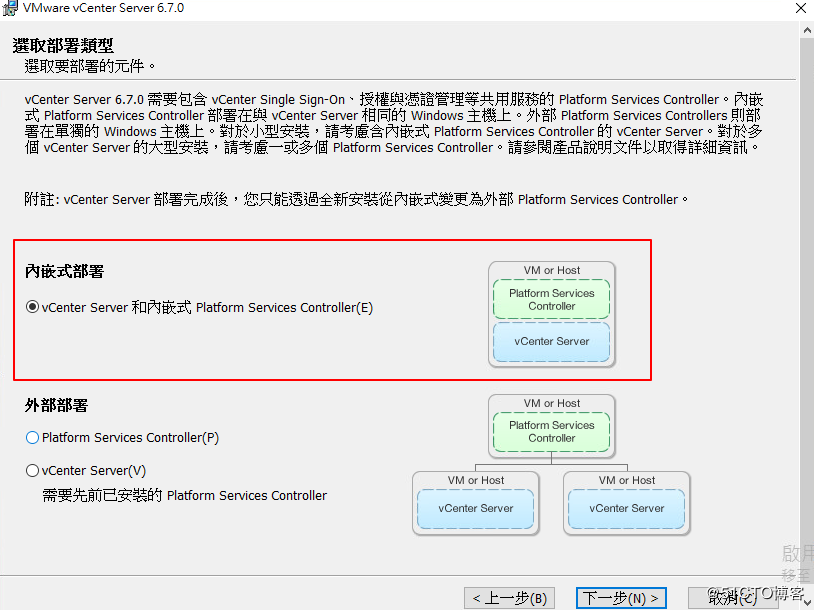 VMware vCenter Server 6.7.0
選取部署類型
選取要部署的元件。
vCenter Server 6.7.0 需要包含 vCenter Single Sign-On、授權與憑證管理等共用服務的 Platform Services Controller。內嵌
式 Platform Services Controller 部署在與 vCenter Server 相同的 Windows 主機上。外部 Platform Services Controllers 則部
署在單獨的 Windows 主機上。對於小型安裝，請考慮含內嵌式 Platform Services Controller 的 vCenter Server。對於多
個 vCenter Server 的大型安裝，請考慮一或多個 Platform Services Controller。請參閱產品說明文件以取得詳細資訊。
附註: vCenter Server 部署完成後，您只能透過全新安裝從內嵌式變更為外部 Platform Services Controller。
內嵌式部署
vCenter Server 和內嵌式 Platform Services Controller(E)
VM or Host
Platform Services
Controller
vCenter Server
外部部署
Platform Services Controller(P)
vCenter Server(V)
需要先前已安裝的 Platform Services Controller
VM or Host
Platform Services
Controller
VM or Host
vCenter Server
VM or Host
vCenter Server
啟用
移至
< 上一步(B)
下一步(N) >
取消(C)
@51CTO博客